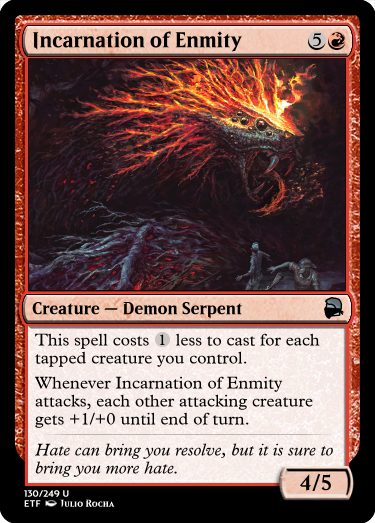 Incarnation of Enmity 5
Creature — Demon Serpent
This spell costs 1 less to cast for each
tapped creature you control.
Whenever Incarnation of Enmity
attacks, each other attacking creature
gets +1/+0 until end of turn.
Hate can bring you resolve, but it is sure to
bring you more hate.
4/5
130/249 U
ETF Julio Rocha